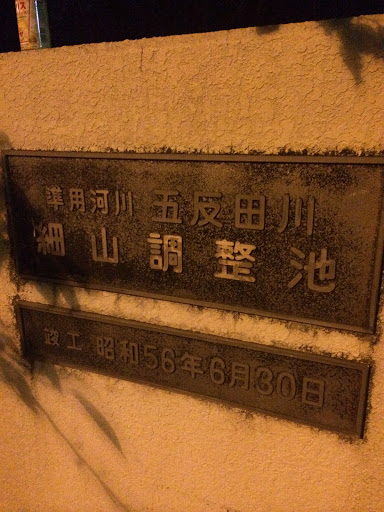 準用河川 五反田川
細山調整池
竣工 昭和56年6月30日